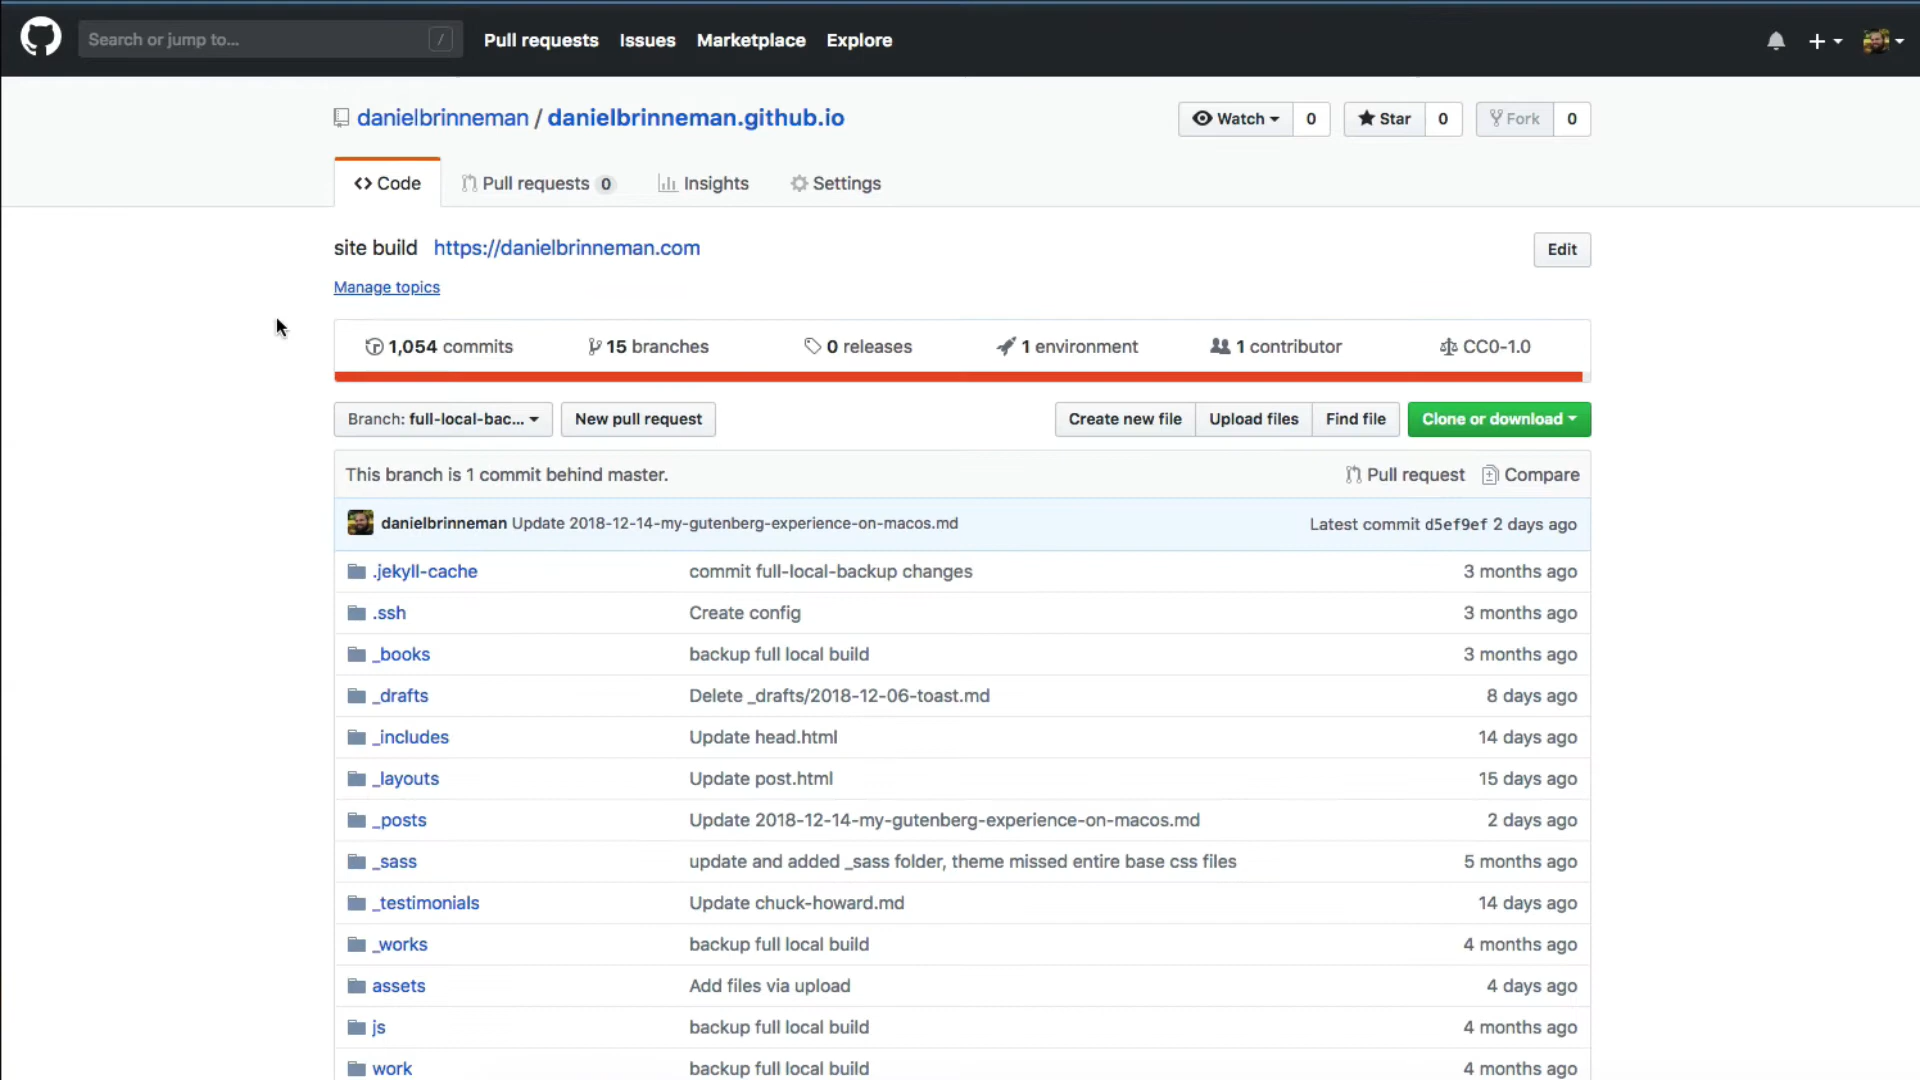 Search or jump to... /
Pull requests Issues Marketplace Explore
danielbrinneman / danielbrinneman.github.io
Watch 0 Star 0 Fork 0
Code Pull requests 0 Insights Settings
site build https://danielbrinneman.com
Edit
Manage topics
1,054 commits 15 branches 0 releases 1 environment 1 contributor CC0-1.0
Branch: full-local-bac... New pull request Create new file Upload files Find file Clone or download
This branch is 1 commit behind master. Pull request Compare
danielbrinneman Update 2018-12-14-my-gutenberg-experience-on-macos.md Latest commit d5ef9ef 2 days ago
.jekyll-cache commit full-local-backup changes 3 months ago
.ssh Create config 3 months ago
_books backup full local build 3 months ago
_drafts Delete _drafts/2018-12-06-toast.md 8 days ago
_includes Update head.html 14 days ago
_layouts Update post.html 15 days ago
_posts Update 2018-12-14-my-gutenberg-experience-on-macos.md 2 days ago
_sass update and added _sass folder, theme missed entire base css files 5 months ago
_testimonials Update chuck-howard.md 14 days ago
_works backup full local build 4 months ago
assets Add files via upload 4 days ago
js backup full local build 4 months ago
work backup full local build 4 months ago